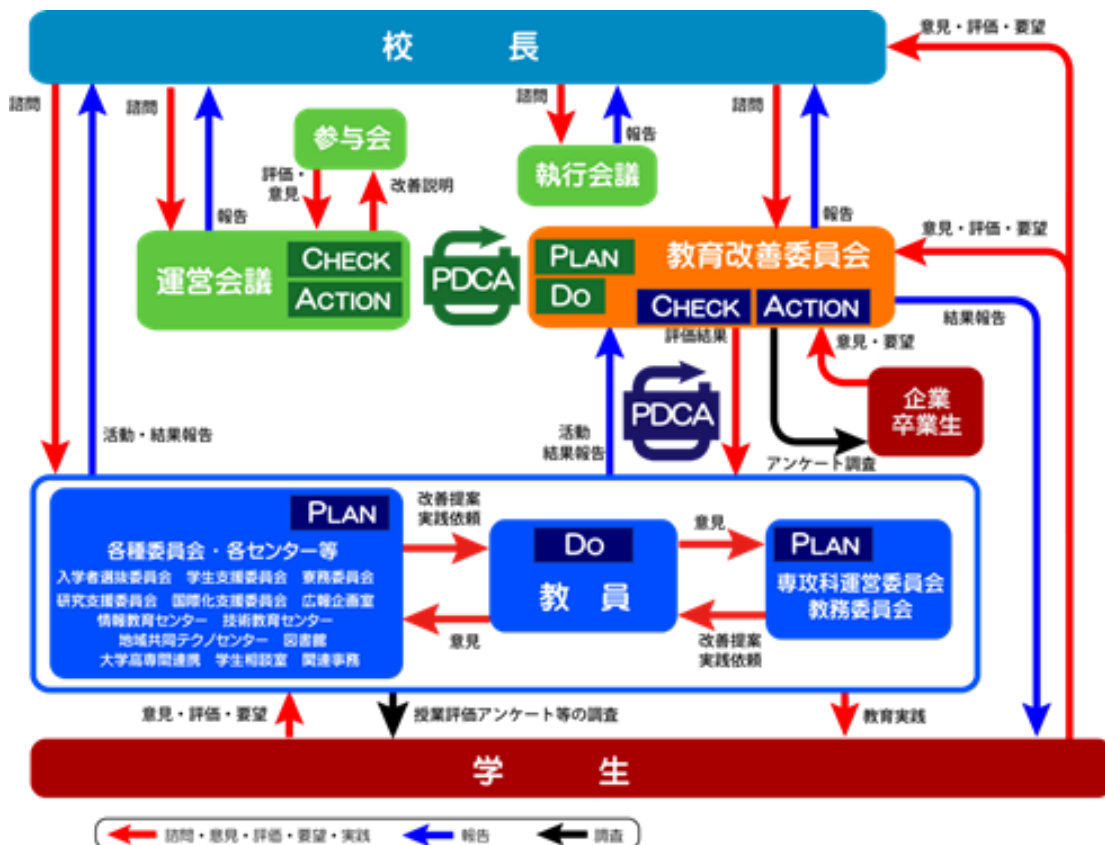 校　長
意見・評価・要望
諮問
諮問
報告
参与会
評価・
意見
改善説明
諮問
報告
執行会議
諮問
報告
意見・評価・要望
運営会議
CHECK
ACTION
PDCA
PLAN
DO
教育改善委員会
CHECK
ACTION
評価結果
意見・要望
結果報告
企業
卒業生
アンケート調査
PDCA
活動
結果報告
活動・結果報告
PLAN
各種委員会・各センター等
入学者選抜委員会　学生支援委員会　寮務委員会
研究支援委員会　国際化支援委員会　広報企画室
情報教育センター　技術教育センター
地域共同テクノセンター　図書館
大学高専間連携　学生相談室　関連事務
改善提案
実践依頼
意見
DO
教　員
意見
改善提案
実践依頼
PLAN
専攻科運営委員会
教務委員会
意見・評価・要望
授業評価アンケート等の調査
教育実践
学　生
諮問・意見・評価・要望・実践
報告
調査